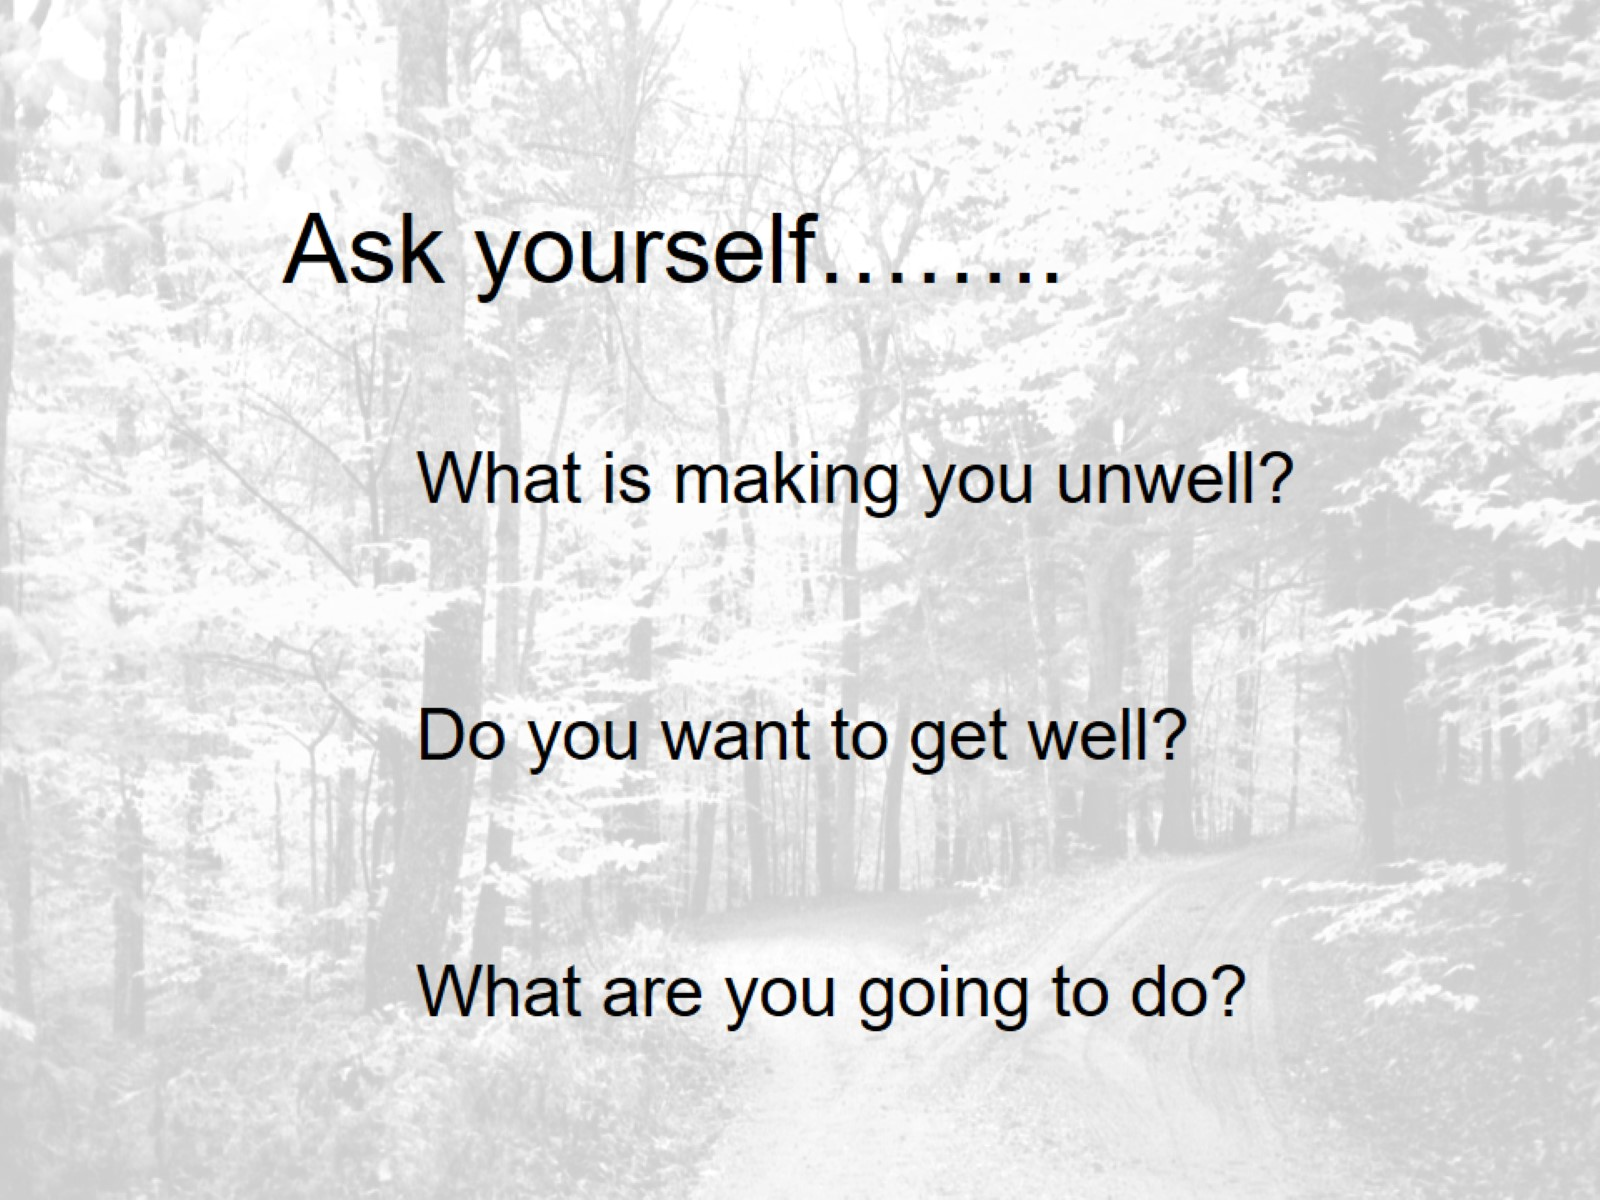 Ask yourself……..
What is making you unwell?
Do you want to get well?
What are you going to do?